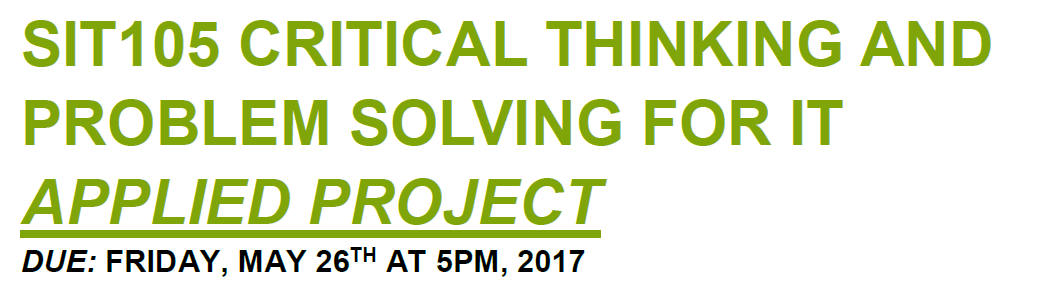 SIT105 CRITICAL THINKING AND
PROBLEM SOLVING FOR IT
APPLIED PROJECT
DUE: FRIDAY, MAY 26TH AT 5PM, 2017